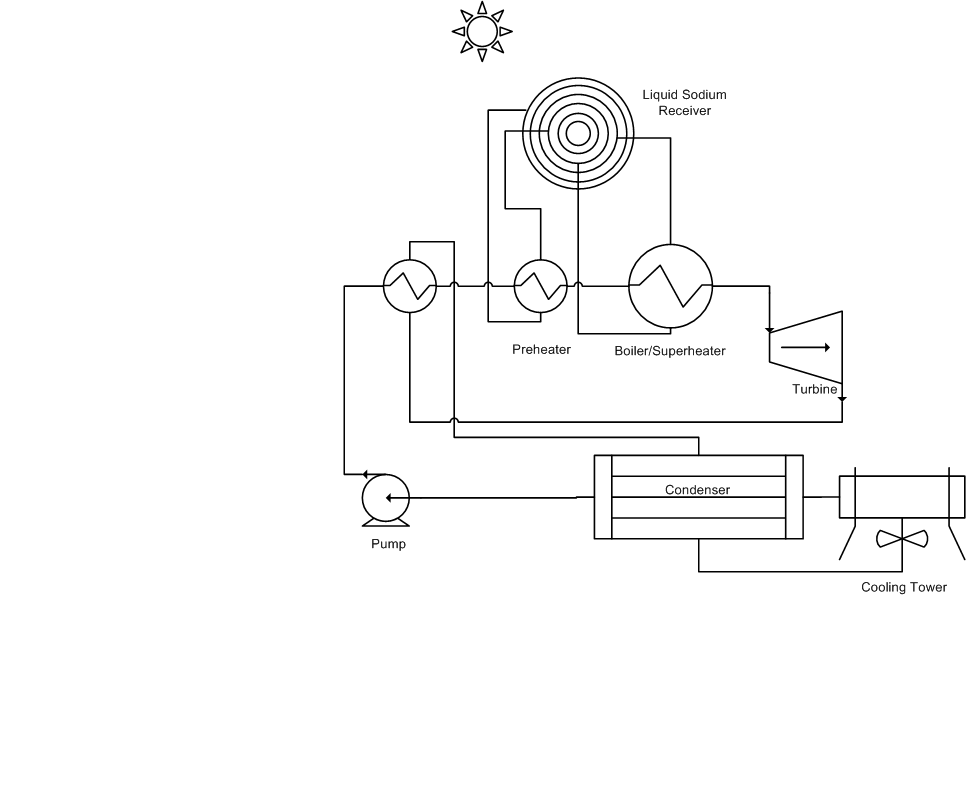 Liquid Sodium
Receiver
Preheater
Boiler/Superheater
Turbine
Condenser
Pump
Cooling Tower